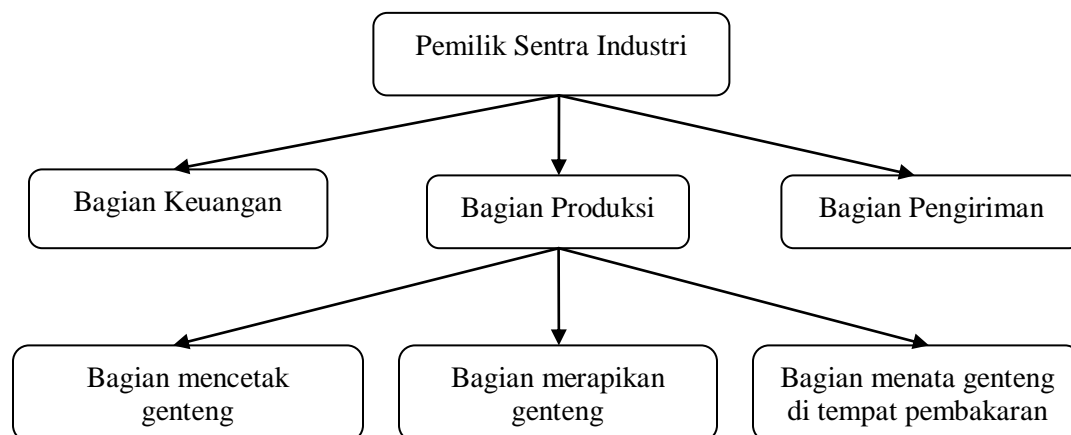 Pemilik Sentra Industri
Bagian Keuangan
Bagian Produksi
Bagian Pengiriman
Bagian mencetak
genteng
Bagian merapikan
genteng
Bagian menata genteng
di tempat pembakaran